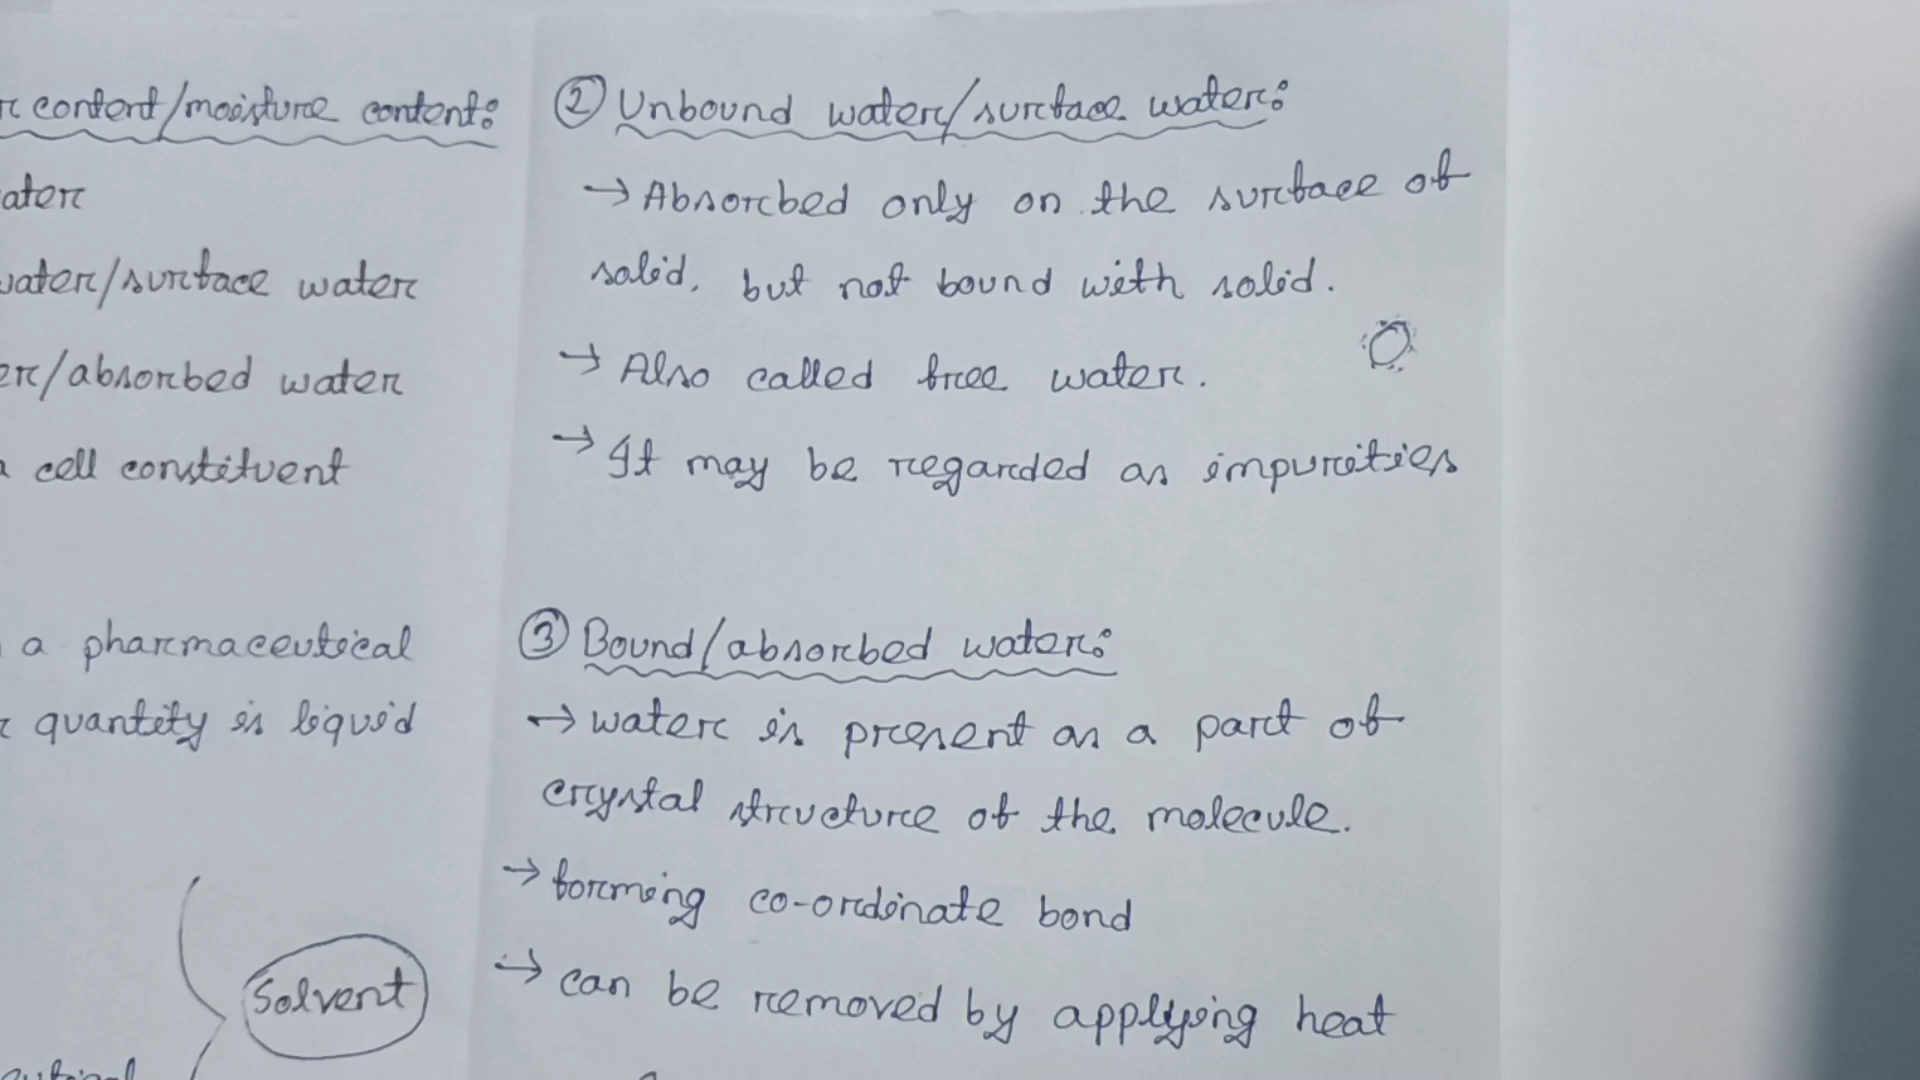 content/moisture content:
water/surface water
/absorbed water
cell constituent
a pharmaceutical
quantity is liquid
Solvent
② Unbound water/surface water:
→ Absorbed only on the surface of
solid, but not bound with solid.
→ Also called free water.
→ It may be regarded as impurities
③ Bound/absorbed water:
→ water is present as a part of
crystal structure of the molecule.
→ forming co-ordinate bond
→ can be removed by applying heat